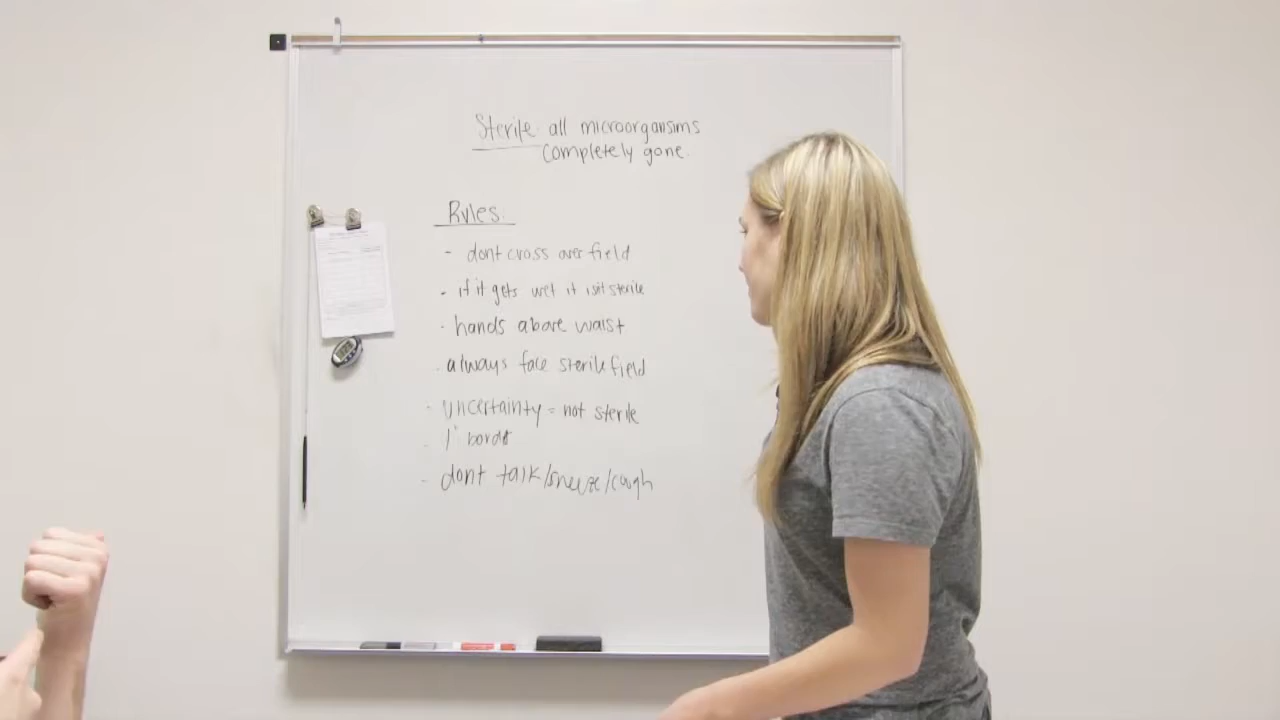 Sterile: all microorganisims
completely gone.
Rules:
- dont cross over field
- if it gets wet it isnt sterile
- hands above waist
- always face sterile field
- uncertainty = not sterile
- 1" border
- dont talk/sneeze/cough